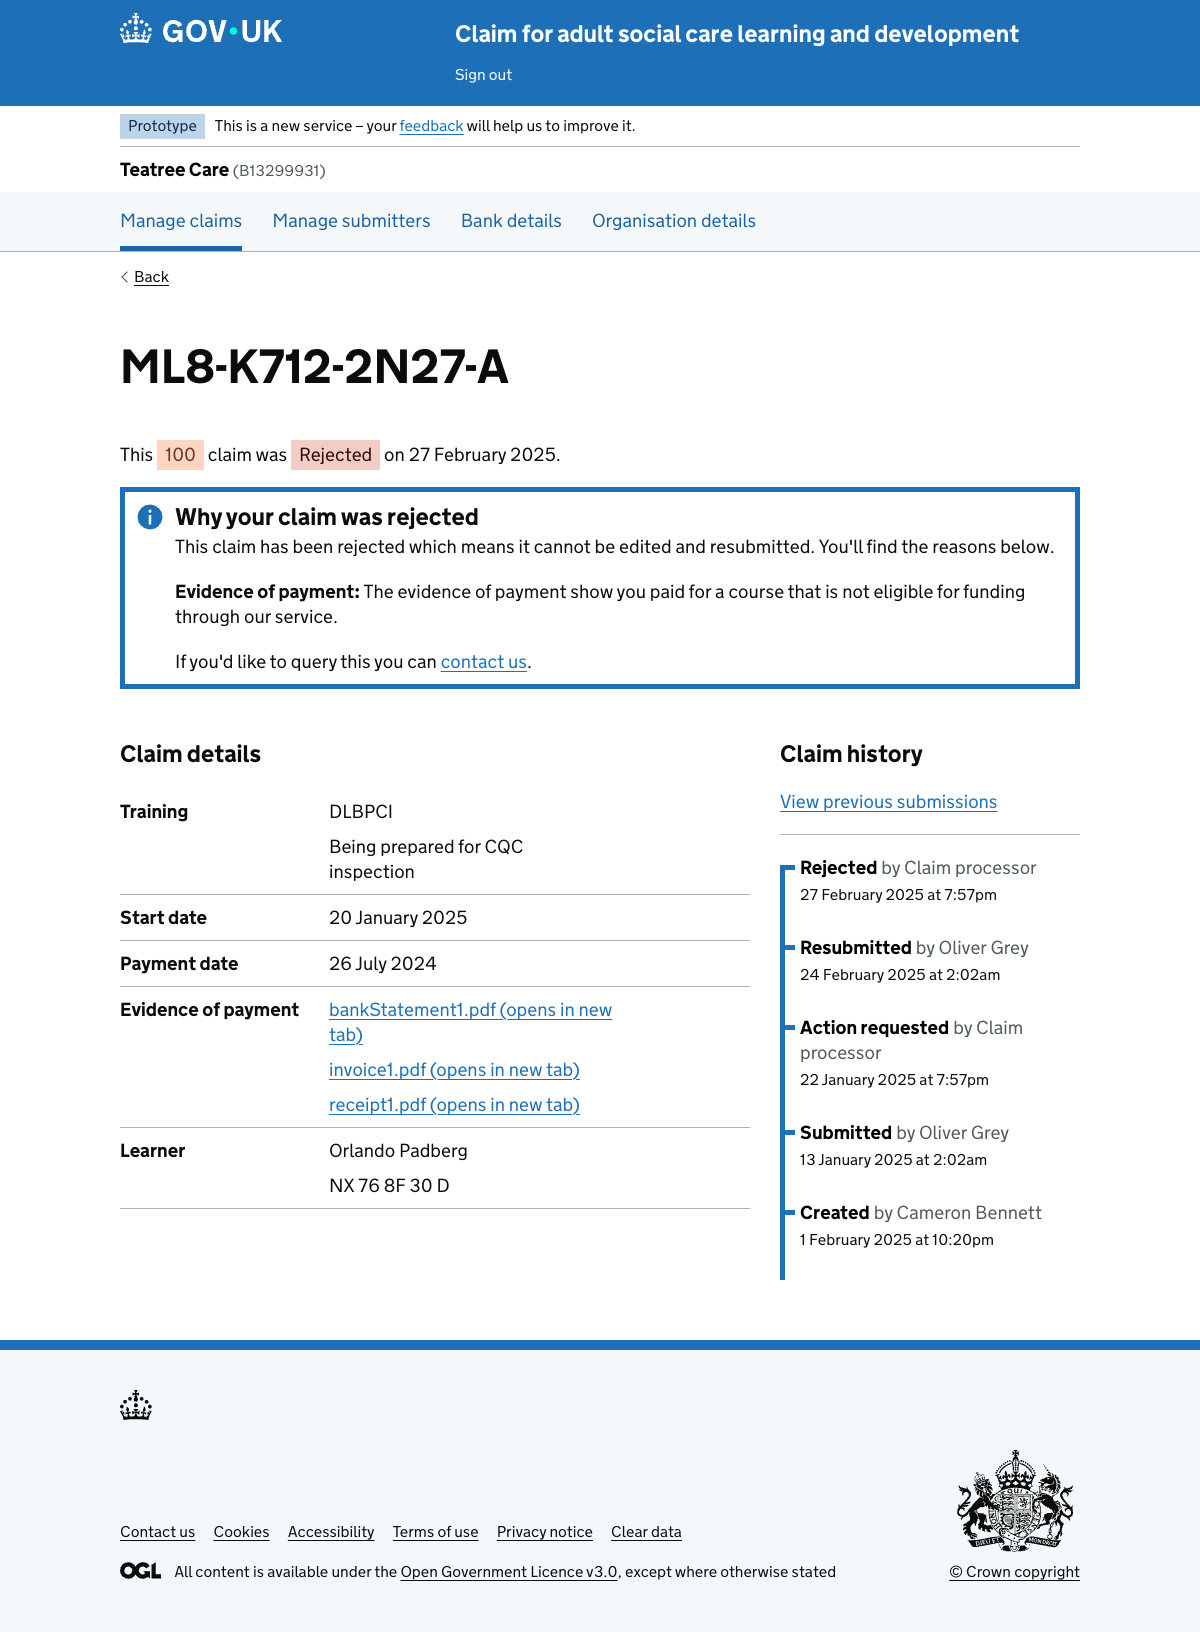 GOV·UK
Claim for adult social care learning and development
Sign out
Prototype This is a new service – your feedback will help us to improve it.
Teatree Care (B13299931)
Manage claims Manage submitters Bank details Organisation details
Back
ML8-K712-2N27-A
This 100 claim was Rejected on 27 February 2025.
Why your claim was rejected
This claim has been rejected which means it cannot be edited and resubmitted. You'll find the reasons below.
Evidence of payment: The evidence of payment show you paid for a course that is not eligible for funding
through our service.
If you'd like to query this you can contact us.
Claim details
Training DLBPCI
Being prepared for CQC
inspection
Start date 20 January 2025
Payment date 26 July 2024
Evidence of payment bankStatement1.pdf (opens in new
tab)
invoice1.pdf (opens in new tab)
receipt1.pdf (opens in new tab)
Learner Orlando Padberg
NX 76 8F 30 D
Claim history
View previous submissions
Rejected by Claim processor
27 February 2025 at 7:57pm
Resubmitted by Oliver Grey
24 February 2025 at 2:02am
Action requested by Claim
processor
22 January 2025 at 7:57pm
Submitted by Oliver Grey
13 January 2025 at 2:02am
Created by Cameron Bennett
1 February 2025 at 10:20pm
Contact us Cookies Accessibility Terms of use Privacy notice Clear data
OGL All content is available under the Open Government Licence v3.0, except where otherwise stated
© Crown copyright